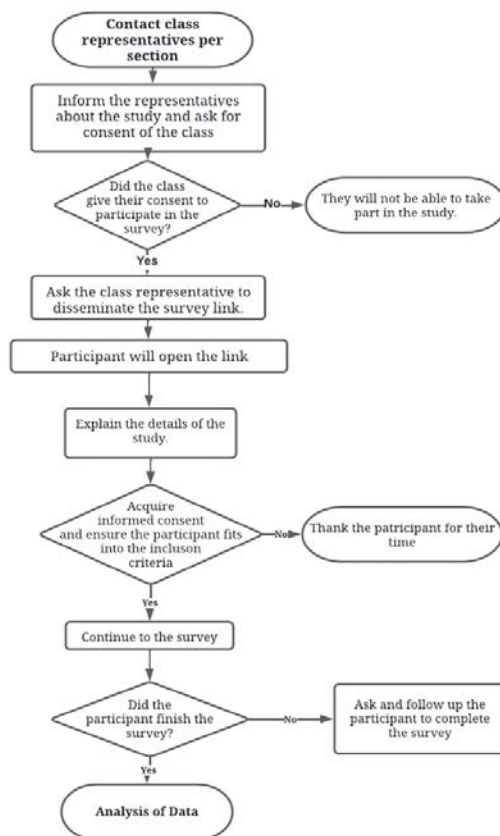 Contact class
representatives per
section
Inform the representatives
about the study and ask for
consent of the class
Did the class
give their consent to
participate in the
survey?
No
They will not be able to take
part in the study.
Yes
Ask the class representative to
disseminate the survey link.
Participant will open the link
Explain the details of the
study.
Acquire
informed consent
and ensure the participant fits
into the incluson
criteria
No
Thank the patricipant for their
time
Yes
Continue to the survey
Did the
participant finish the
survey?
No
Ask and follow up the
participant to complete
the survey
Yes
Analysis of Data